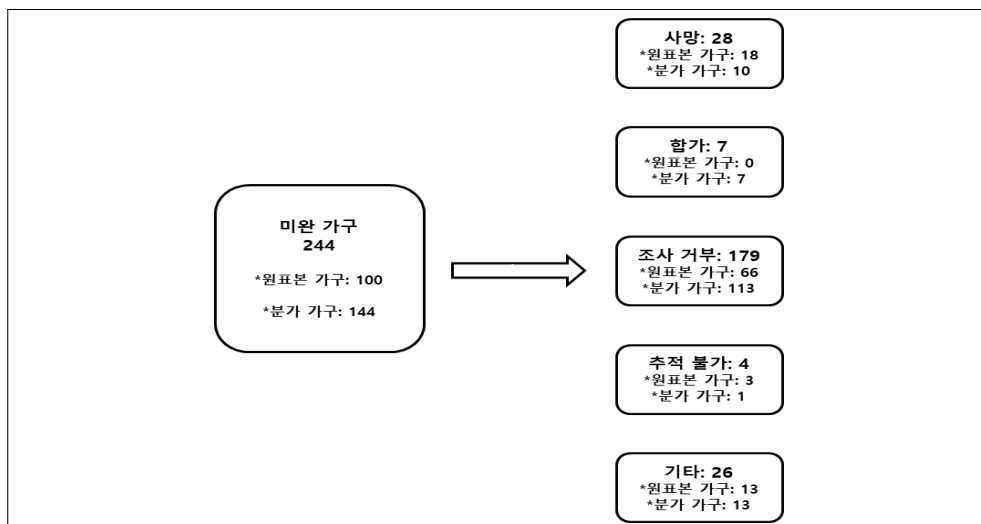 미완 가구
244
*원표본 가구: 100
*분가 가구: 144
사망: 28
*원표본 가구: 18
*분가 가구: 10
합가: 7
*원표본 가구: 0
*분가 가구: 7
조사 거부: 179
*원표본 가구: 66
*분가 가구: 113
추적 불가: 4
*원표본 가구: 3
*분가 가구: 1
기타: 26
*원표본 가구: 13
*분가 가구: 13